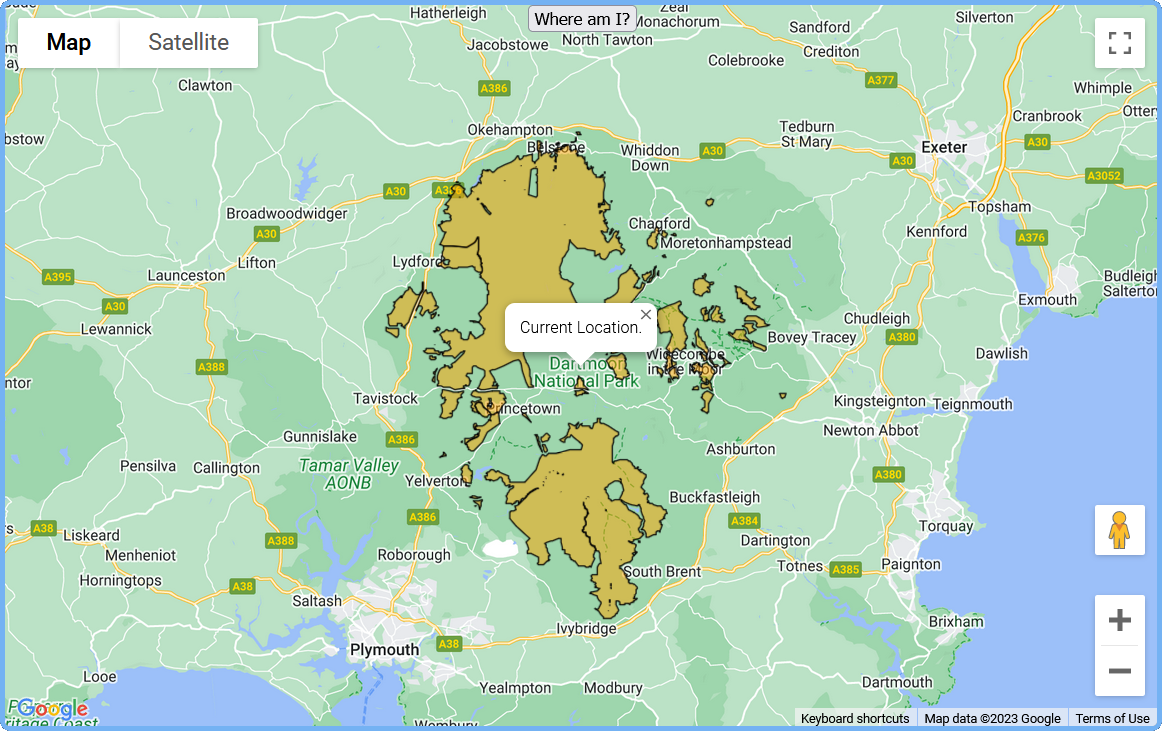 Hatherleigh
Zeal
Monachorum
Where am I?
Silverton
Map
Satellite
Sandford
Jacobstowe
North Tawton
Crediton
Colebrooke
A377
Clawton
A386
Whimple
Cranbrook
Okehampton
Tedburn
St Mary
Exeter
A30
Belstone
Whiddon
Down
A30
A30
A3052
A30
Broadwoodwidger
Chagford
Topsham
A30
Moretonhampstead
Kennford
A376
Lifton
Lydford
A395
Launceston
Exmouth
A30
Lewannick
Current Location.
Chudleigh
A380
Bovey Tracey
Dawlish
Widecombe
in the Moor
A388
Dartmoor
National Park
Tavistock
Princetown
Kingsteignton
Teignmouth
Newton Abbot
Gunnislake
A386
Ashburton
Pensilva
Callington
Tamar Valley
AONB
Yelverton
A380
Buckfastleigh
A386
A384
Torquay
A38
Liskeard
A388
Dartington
Menheniot
Roborough
Totnes
A385
Paignton
Horningtops
A38
South Brent
Saltash
Ivybridge
Brixham
Plymouth
A38
Looe
Yealmpton
Modbury
Dartmouth
Google
Keyboard shortcuts
Map data ©2023 Google
Terms of Use